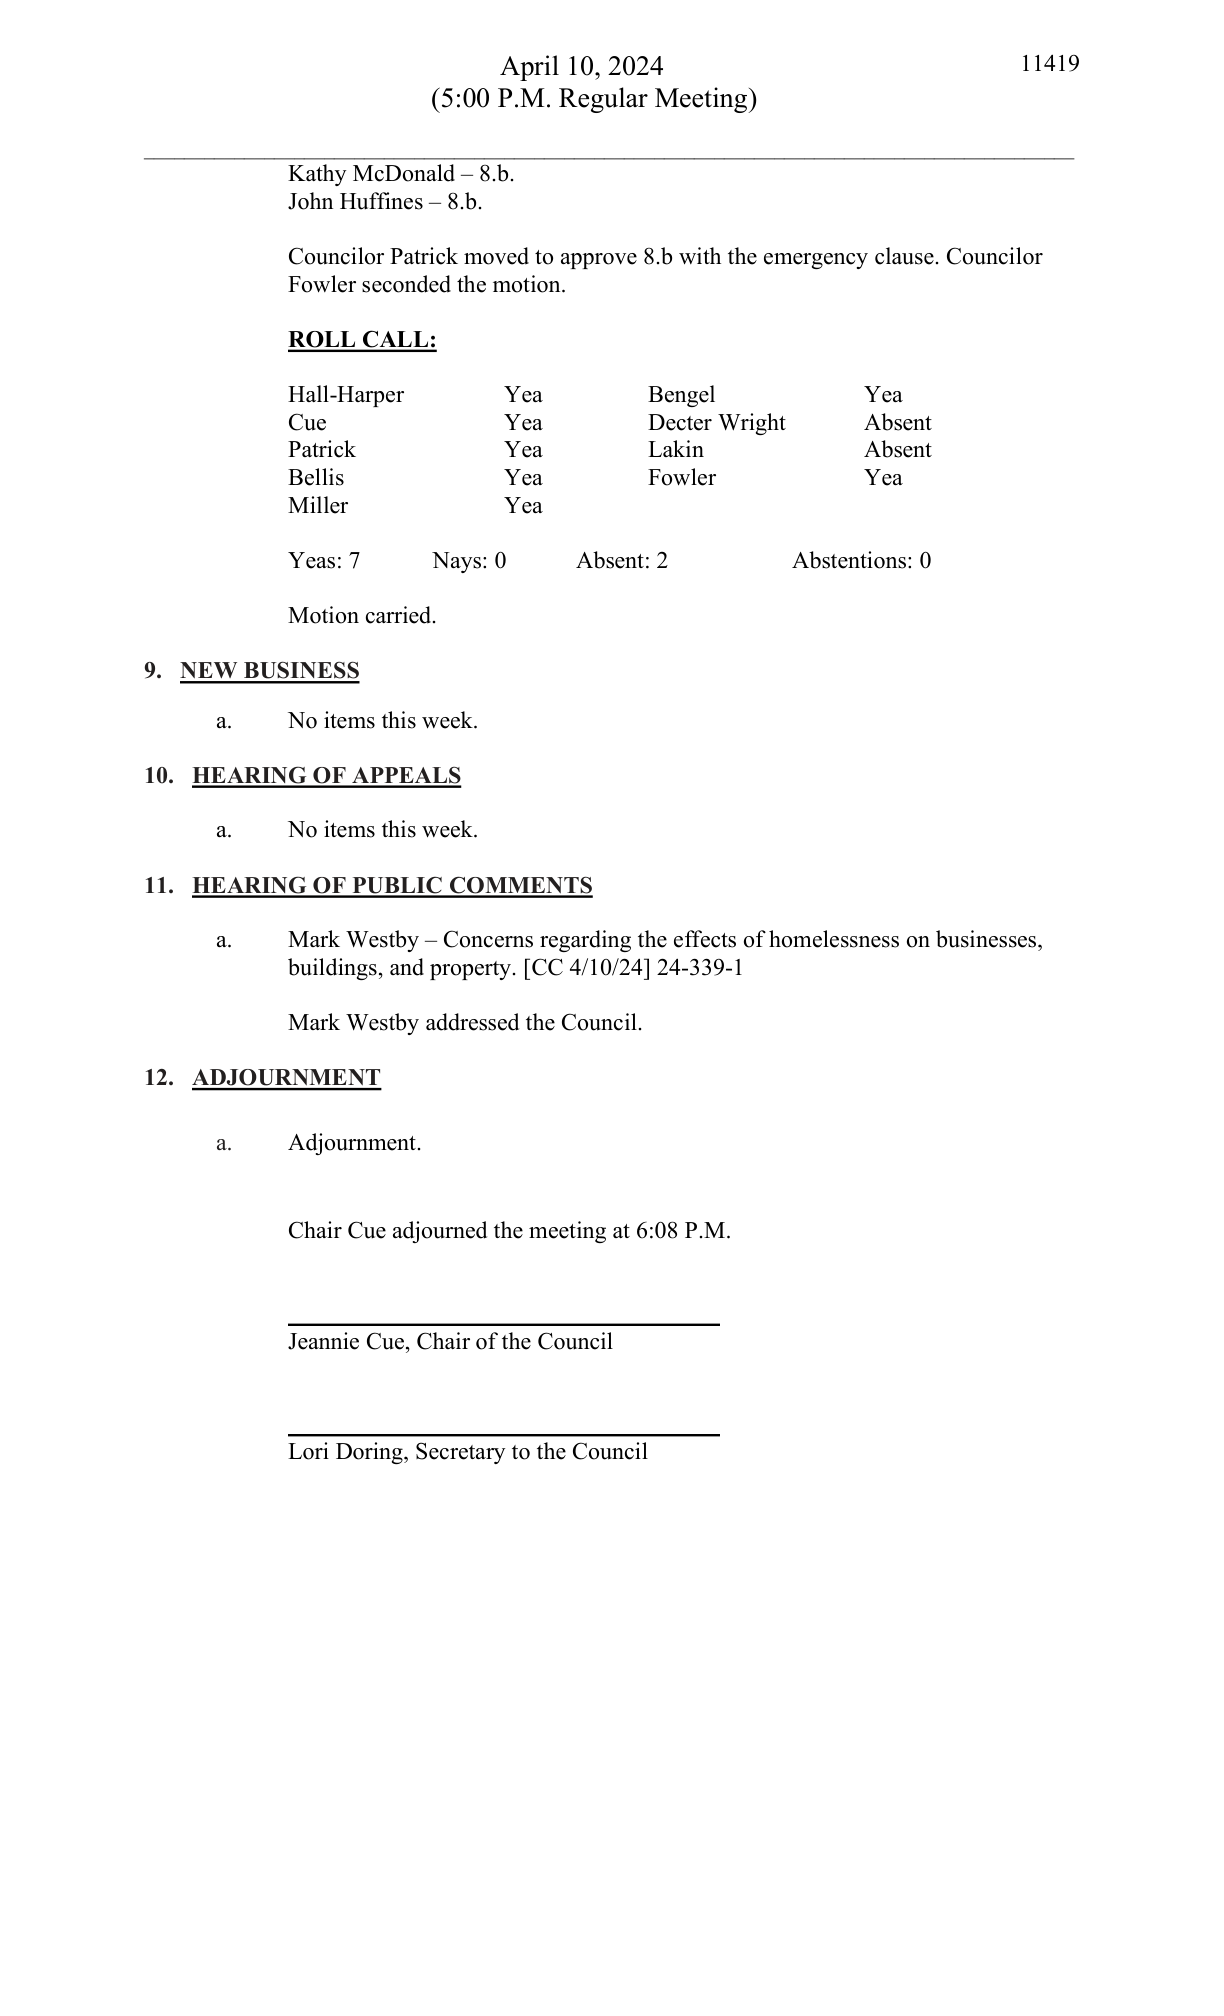 April 10, 2024 11419
(5:00 P.M. Regular Meeting)
Kathy McDonald – 8.b.
John Huffines – 8.b.
Councilor Patrick moved to approve 8.b with the emergency clause. Councilor
Fowler seconded the motion.
ROLL CALL:
Hall-Harper Yea Bengel Yea
Cue Yea Decter Wright Absent
Patrick Yea Lakin Absent
Bellis Yea Fowler Yea
Miller Yea
Yeas: 7 Nays: 0 Absent: 2 Abstentions: 0
Motion carried.
9. NEW BUSINESS
a. No items this week.
10. HEARING OF APPEALS
a. No items this week.
11. HEARING OF PUBLIC COMMENTS
a. Mark Westby – Concerns regarding the effects of homelessness on businesses,
buildings, and property. [CC 4/10/24] 24-339-1
Mark Westby addressed the Council.
12. ADJOURNMENT
a. Adjournment.
Chair Cue adjourned the meeting at 6:08 P.M.
Jeannie Cue, Chair of the Council
Lori Doring, Secretary to the Council